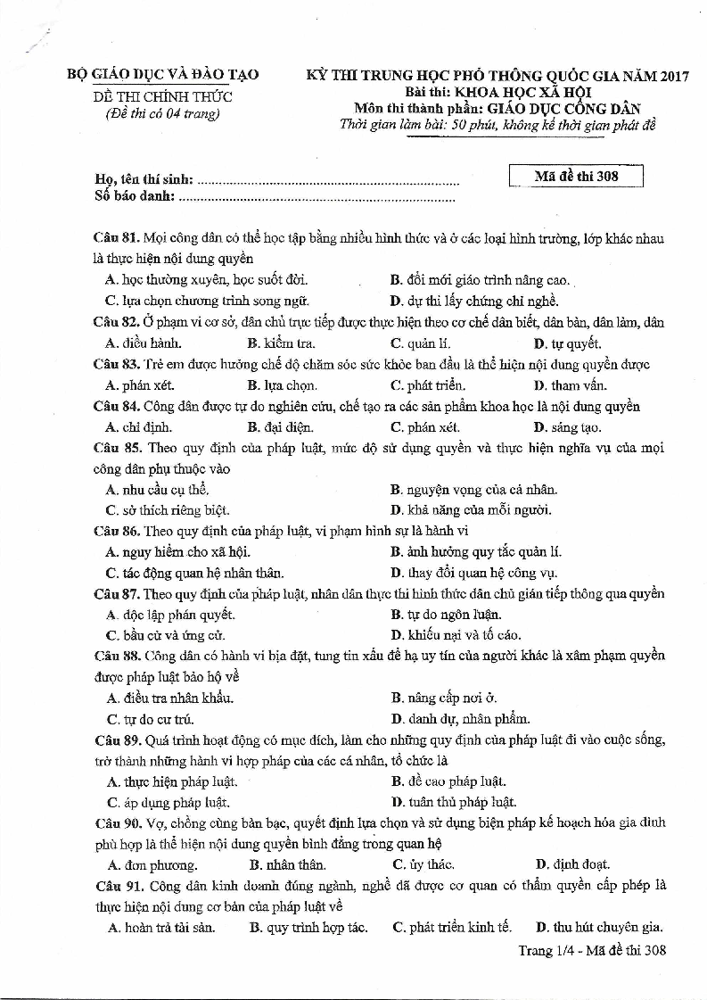 BỘ GIÁO DỤC VÀ ĐÀO TẠO
ĐỀ THI CHÍNH THỨC
(Đề thi có 04 trang)
KỲ THI TRUNG HỌC PHỔ THÔNG QUỐC GIA NĂM 2017
Bài thi: KHOA HỌC XÃ HỘI
Môn thi thành phần: GIÁO DỤC CÔNG DÂN
Thời gian làm bài: 50 phút, không kể thời gian phát đề
Họ, tên thí sinh: ..........................................................................
Số báo danh: .............................................................................
Mã đề thi 308
Câu 81. Mọi công dân có thể học tập bằng nhiều hình thức và ở các loại hình trường, lớp khác nhau
là thực hiện nội dung quyền
A. học thường xuyên, học suốt đời. B. đổi mới giáo trình nâng cao.
C. lựa chọn chương trình song ngữ. D. dự thi lấy chứng chỉ nghề.
Câu 82. Ở phạm vi cơ sở, dân chủ trực tiếp được thực hiện theo cơ chế dân biết, dân bàn, dân làm, dân
A. điều hành. B. kiểm tra. C. quản lí. D. tự quyết.
Câu 83. Trẻ em được hưởng chế độ chăm sóc sức khỏe ban đầu là thể hiện nội dung quyền được
A. phán xét. B. lựa chọn. C. phát triển. D. tham vấn.
Câu 84. Công dân được tự do nghiên cứu, chế tạo ra các sản phẩm khoa học là nội dung quyền
A. chỉ định. B. đại diện. C. phán xét. D. sáng tạo.
Câu 85. Theo quy định của pháp luật, mức độ sử dụng quyền và thực hiện nghĩa vụ của mọi
công dân phụ thuộc vào
A. nhu cầu cụ thể. B. nguyện vọng của cá nhân.
C. sở thích riêng biệt. D. khả năng của mỗi người.
Câu 86. Theo quy định của pháp luật, vi phạm hình sự là hành vi
A. nguy hiểm cho xã hội. B. ảnh hưởng quy tắc quản lí.
C. tác động quan hệ nhân thân. D. thay đổi quan hệ công vụ.
Câu 87. Theo quy định của pháp luật, nhân dân thực thi hình thức dân chủ gián tiếp thông qua quyền
A. độc lập phán quyết. B. tự do ngôn luận.
C. bầu cử và ứng cử. D. khiếu nại và tố cáo.
Câu 88. Công dân có hành vi bịa đặt, tung tin xấu để hạ uy tín của người khác là xâm phạm quyền
được pháp luật bảo hộ về
A. điều tra nhân khẩu. B. nâng cấp nơi ở.
C. tự do cư trú. D. danh dự, nhân phẩm.
Câu 89. Quá trình hoạt động có mục đích, làm cho những quy định của pháp luật đi vào cuộc sống,
trở thành những hành vi hợp pháp của các cá nhân, tổ chức là
A. thực hiện pháp luật. B. đề cao pháp luật.
C. áp dụng pháp luật. D. tuân thủ pháp luật.
Câu 90. Vợ, chồng cùng bàn bạc, quyết định lựa chọn và sử dụng biện pháp kế hoạch hóa gia đình
phù hợp là thể hiện nội dung quyền bình đẳng trong quan hệ
A. đơn phương. B. nhân thân. C. ủy thác. D. định đoạt.
Câu 91. Công dân kinh doanh đúng ngành, nghề đã được cơ quan có thẩm quyền cấp phép là
thực hiện nội dung cơ bản của pháp luật về
A. hoàn trả tài sản. B. quy trình hợp tác. C. phát triển kinh tế. D. thu hút chuyên gia.
Trang 1/4 - Mã đề thi 308